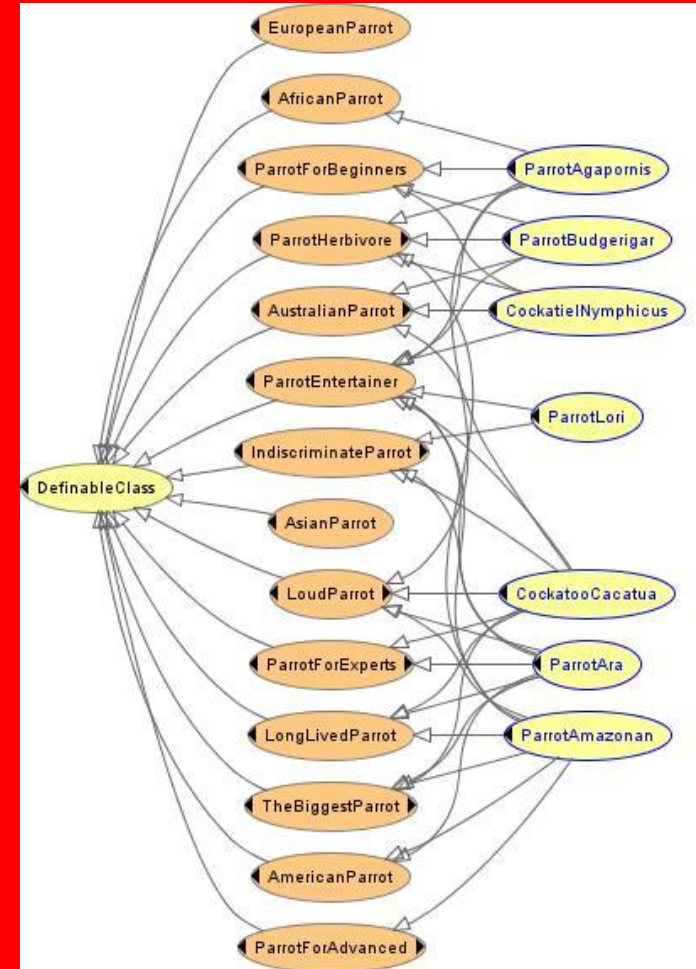 EuropeanParrot
AfricanParrot
ParrotForBeginners
ParrotAgapornis
ParrotHerbivore
ParrotBudgerigar
AustralianParrot
CockatielNymphicus
ParrotEntertainer
ParrotLori
IndiscriminateParrot
DefinableClass
AsianParrot
LoudParrot
CockatooCacatua
ParrotForExperts
ParrotAra
LongLivedParrot
ParrotAmazonan
TheBiggestParrot
AmericanParrot
ParrotForAdvanced